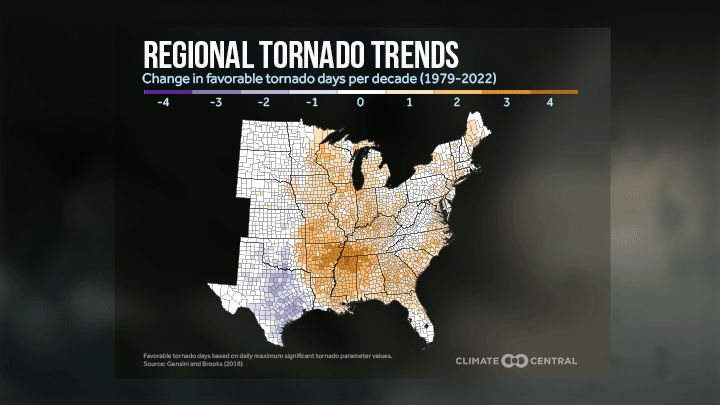 REGIONAL TORNADO TRENDS
Change in favorable tornado days per decade (1979-2022)
-4 -3 -2 -1 0 1 2 3 4
Favorable tornado days based on daily maximum significant tornado parameter values.
Source: Gensini and Brooks (2018)
CLIMATE CENTRAL